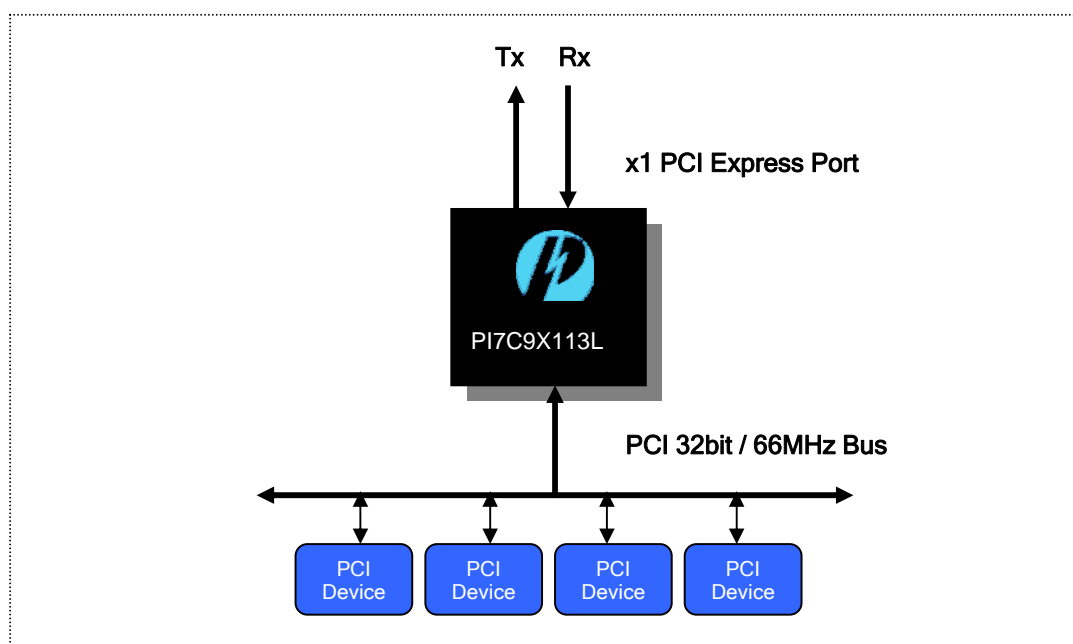 Tx Rx
x1 PCI Express Port
PI7C9X113L
PCI 32bit / 66MHz Bus
PCI
Device
PCI
Device
PCI
Device
PCI
Device